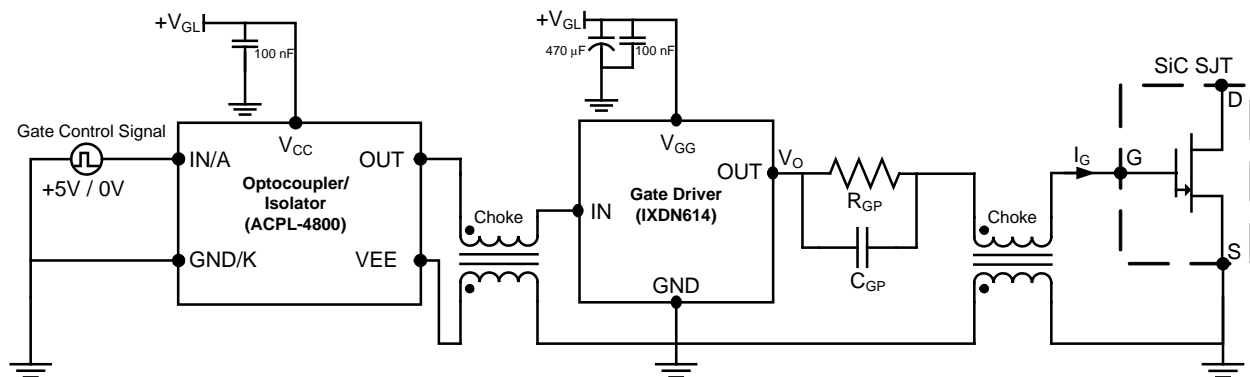 +VGL
100 nF
+VGL
470 μF
100 nF
SiC SJT
D
Gate Control Signal
+5V / 0V
IN/A
VCC
OUT
Optocoupler/
Isolator
(ACPL-4800)
GND/K
VEE
Choke
IN
VGG
OUT
Gate Driver
(IXDN614)
GND
VO
RGP
CGP
Choke
IG
G
S